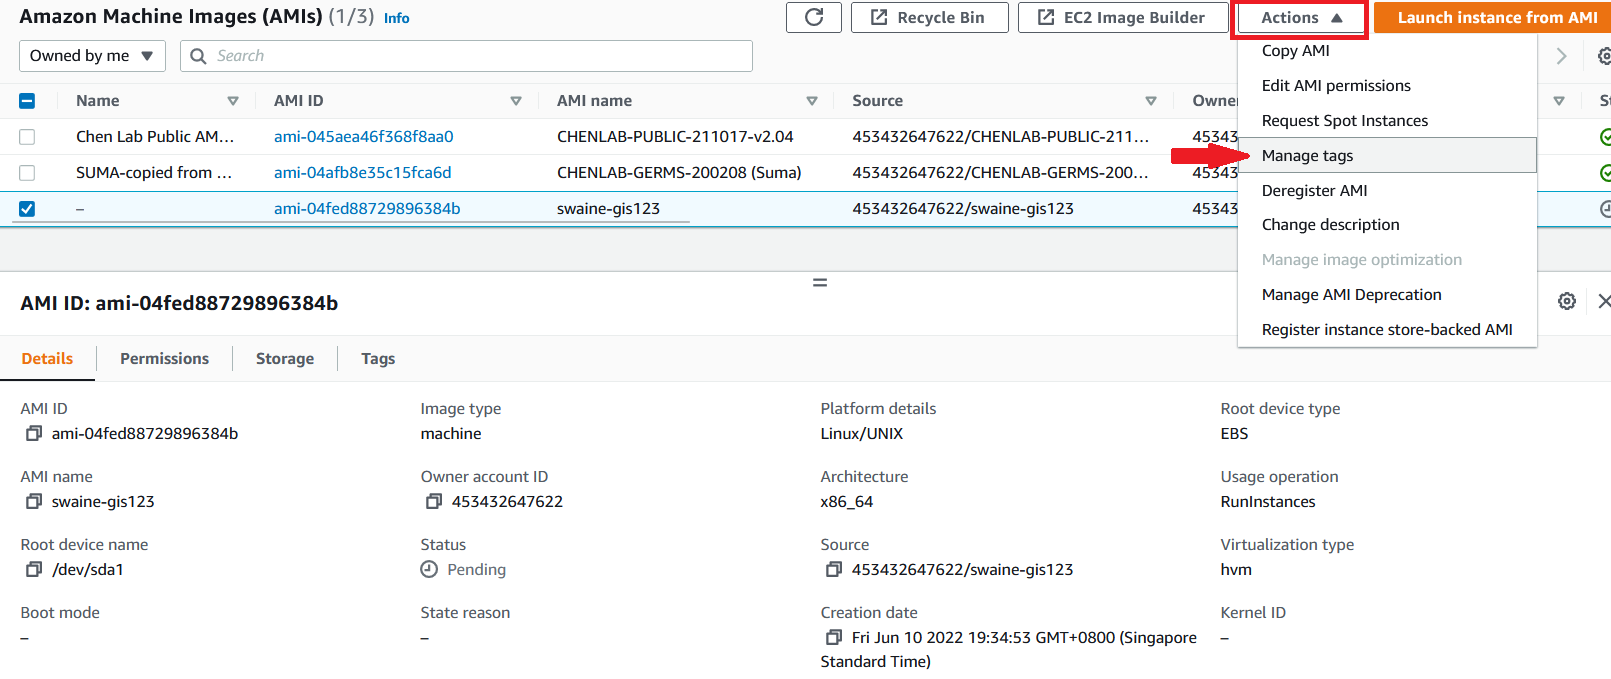 Amazon Machine Images (AMIs) (1/3) Info
Recycle Bin
EC2 Image Builder
Actions
Launch instance from AMI
Owned by me
Search
Copy AMI
Edit AMI permissions
Request Spot Instances
Manage tags
Deregister AMI
Change description
Manage image optimization
Manage AMI Deprecation
Register instance store-backed AMI
Name AMI ID AMI name Source Owner St
Chen Lab Public AM... ami-045aea46f368f8aa0 CHENLAB-PUBLIC-211017-v2.04 453432647622/CHENLAB-PUBLIC-211... 45343
SUMA-copied from ... ami-04afb8e35c15fca6d CHENLAB-GERMS-200208 (Suma) 453432647622/CHENLAB-GERMS-200... 45343
– ami-04fed88729896384b swaine-gis123 453432647622/swaine-gis123 45343
AMI ID: ami-04fed88729896384b
Details Permissions Storage Tags
AMI ID Image type Platform details Root device type
ami-04fed88729896384b machine Linux/UNIX EBS
AMI name Owner account ID Architecture Usage operation
swaine-gis123 453432647622 x86_64 RunInstances
Root device name Status Source Virtualization type
/dev/sda1 Pending 453432647622/swaine-gis123 hvm
Boot mode State reason Creation date Kernel ID
– – Fri Jun 10 2022 19:34:53 GMT+0800 (Singapore –
Standard Time)